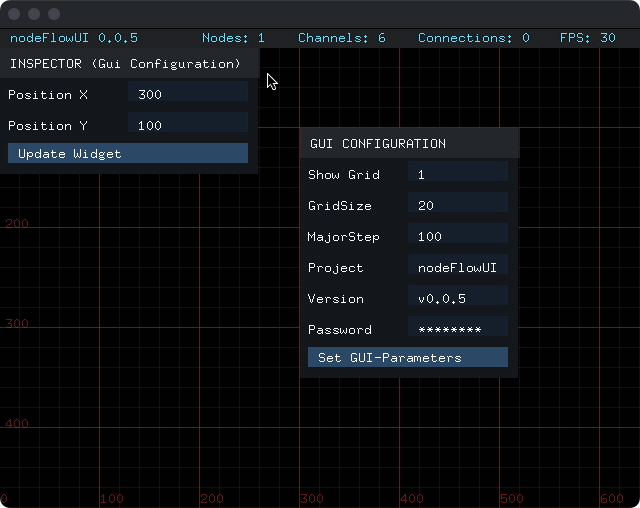 nodeFlowUI 0.0.5 Nodes: 1 Channels: 6 Connections: 0 FPS: 30
INSPECTOR (Gui Configuration)
Position X 300
Position Y 100
Update Widget
GUI CONFIGURATION
Show Grid 1
GridSize 20
MajorStep 100
Project nodeFlowUI
Version v0.0.5
Password ********
Set GUI-Parameters
200
300
400
0 100 200 300 400 500 600